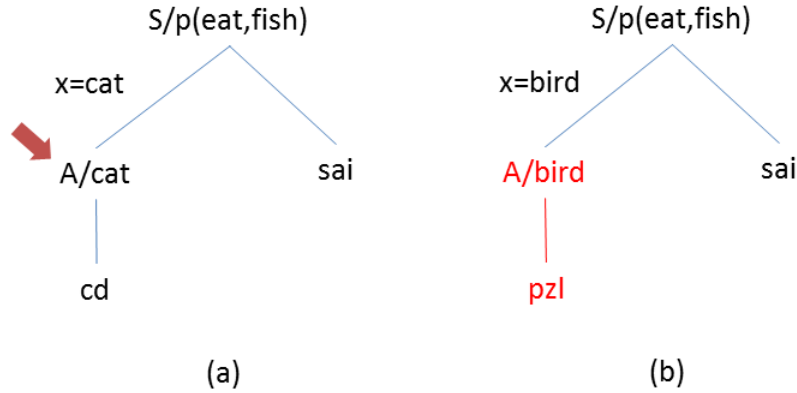 S/p(eat,fish)
x=cat
A/cat
sai
cd
(a)
S/p(eat,fish)
x=bird
A/bird
sai
pzl
(b)